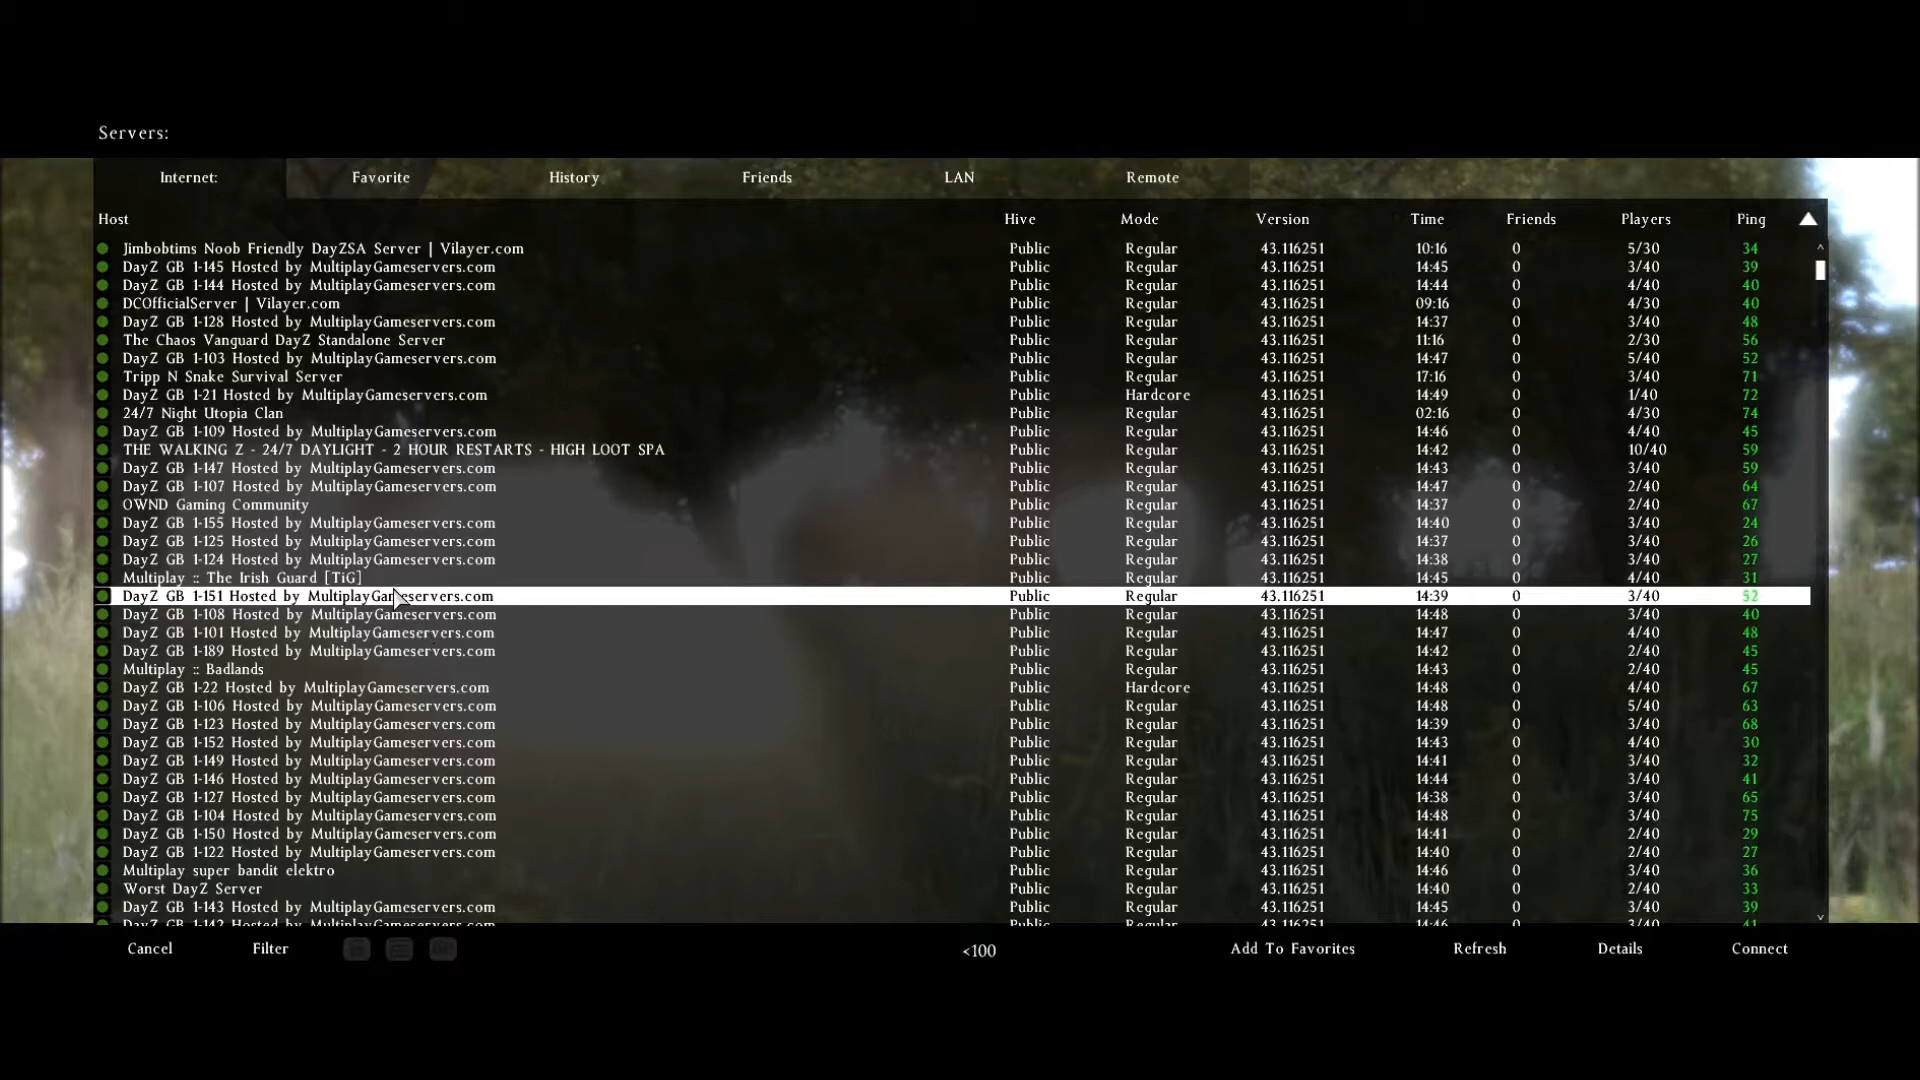 Servers:
Internet: Favorite History Friends LAN Remote
Host Hive Mode Version Time Friends Players Ping
Jimbobtims Noob Friendly DayZSA Server | Vilayer.com Public Regular 43.116251 10:16 0 5/30 34
DayZ GB 1-145 Hosted by MultiplayGameservers.com Public Regular 43.116251 14:45 0 3/40 39
DayZ GB 1-144 Hosted by MultiplayGameservers.com Public Regular 43.116251 14:44 0 4/40 40
DCOfficialServer | Vilayer.com Public Regular 43.116251 09:16 0 4/30 40
DayZ GB 1-128 Hosted by MultiplayGameservers.com Public Regular 43.116251 14:37 0 3/40 48
The Chaos Vanguard DayZ Standalone Server Public Regular 43.116251 11:16 0 2/30 56
DayZ GB 1-103 Hosted by MultiplayGameservers.com Public Regular 43.116251 14:47 0 5/40 52
Tripp N Snake Survival Server Public Regular 43.116251 17:16 0 3/40 71
DayZ GB 1-21 Hosted by MultiplayGameservers.com Public Hardcore 43.116251 14:49 0 1/40 72
24/7 Night Utopia Clan Public Regular 43.116251 02:16 0 4/30 74
DayZ GB 1-109 Hosted by MultiplayGameservers.com Public Regular 43.116251 14:46 0 4/40 45
THE WALKING Z - 24/7 DAYLIGHT - 2 HOUR RESTARTS - HIGH LOOT SPA Public Regular 43.116251 14:42 0 10/40 59
DayZ GB 1-147 Hosted by MultiplayGameservers.com Public Regular 43.116251 14:43 0 3/40 59
DayZ GB 1-107 Hosted by MultiplayGameservers.com Public Regular 43.116251 14:47 0 2/40 64
OWND Gaming Community Public Regular 43.116251 14:37 0 2/40 67
DayZ GB 1-155 Hosted by MultiplayGameservers.com Public Regular 43.116251 14:40 0 3/40 24
DayZ GB 1-125 Hosted by MultiplayGameservers.com Public Regular 43.116251 14:37 0 3/40 26
DayZ GB 1-124 Hosted by MultiplayGameservers.com Public Regular 43.116251 14:38 0 3/40 27
Multiplay :: The Irish Guard [TiG] Public Regular 43.116251 14:45 0 4/40 31
DayZ GB 1-151 Hosted by MultiplayGameservers.com Public Regular 43.116251 14:39 0 3/40 52
DayZ GB 1-108 Hosted by MultiplayGameservers.com Public Regular 43.116251 14:48 0 3/40 40
DayZ GB 1-101 Hosted by MultiplayGameservers.com Public Regular 43.116251 14:47 0 4/40 48
DayZ GB 1-189 Hosted by MultiplayGameservers.com Public Regular 43.116251 14:42 0 2/40 45
Multiplay :: Badlands Public Regular 43.116251 14:43 0 2/40 45
DayZ GB 1-22 Hosted by MultiplayGameservers.com Public Hardcore 43.116251 14:48 0 4/40 67
DayZ GB 1-106 Hosted by MultiplayGameservers.com Public Regular 43.116251 14:48 0 5/40 63
DayZ GB 1-123 Hosted by MultiplayGameservers.com Public Regular 43.116251 14:39 0 3/40 68
DayZ GB 1-152 Hosted by MultiplayGameservers.com Public Regular 43.116251 14:43 0 4/40 30
DayZ GB 1-149 Hosted by MultiplayGameservers.com Public Regular 43.116251 14:41 0 3/40 32
DayZ GB 1-146 Hosted by MultiplayGameservers.com Public Regular 43.116251 14:44 0 3/40 41
DayZ GB 1-127 Hosted by MultiplayGameservers.com Public Regular 43.116251 14:38 0 3/40 65
DayZ GB 1-104 Hosted by MultiplayGameservers.com Public Regular 43.116251 14:48 0 3/40 75
DayZ GB 1-150 Hosted by MultiplayGameservers.com Public Regular 43.116251 14:41 0 2/40 29
DayZ GB 1-122 Hosted by MultiplayGameservers.com Public Regular 43.116251 14:40 0 2/40 27
Multiplay super bandit elektro Public Regular 43.116251 14:46 0 3/40 36
Worst DayZ Server Public Regular 43.116251 14:40 0 2/40 33
DayZ GB 1-143 Hosted by MultiplayGameservers.com Public Regular 43.116251 14:45 0 3/40 39
DayZ GB 1-142 Hosted by MultiplayGameservers.com Public Regular 43.116251 14:46 0 3/40 41
Cancel Filter <100 Add To Favorites Refresh Details Connect